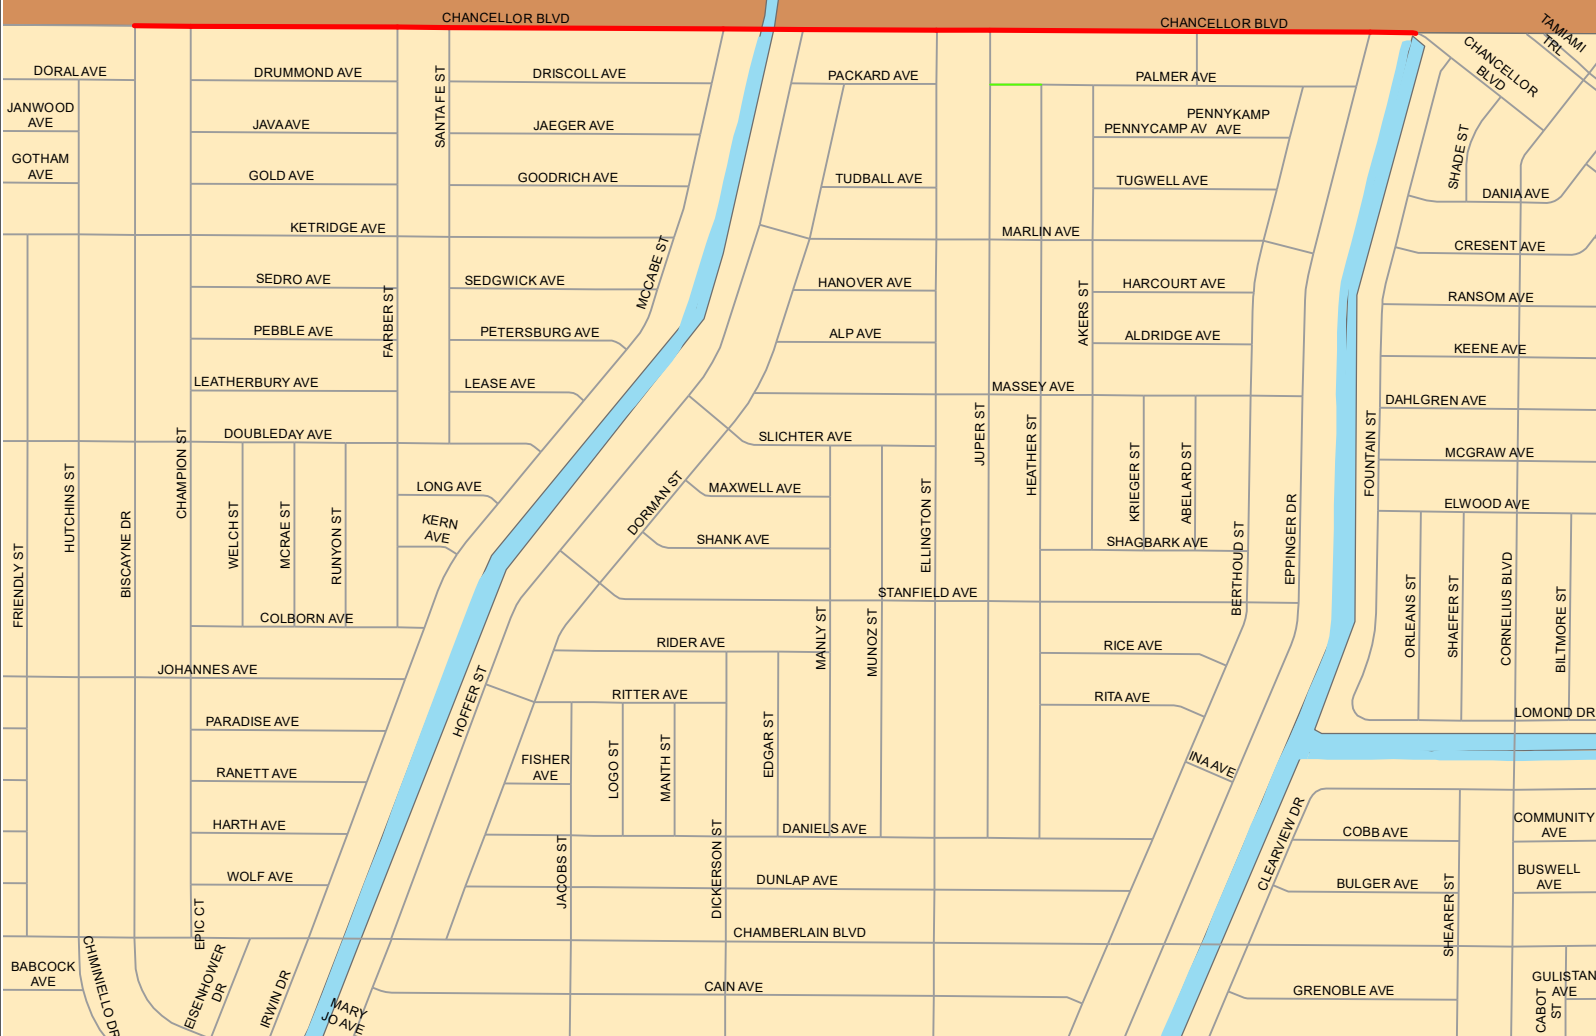 CHANCELLOR BLVD
CHANCELLOR BLVD
TAMIAMI
TRL
CHANCELLOR
BLVD
DORAL AVE
DRUMMOND AVE
SANTA FE ST
DRISCOLL AVE
PACKARD AVE
PALMER AVE
JANWOOD
AVE
JAVA AVE
JAEGER AVE
PENNYKAMP
AVE
PENNYCAMP AV
SHADE ST
GOTHAM
AVE
GOLD AVE
GOODRICH AVE
TUDBALL AVE
TUGWELL AVE
DANIA AVE
KETRIDGE AVE
MARLIN AVE
CRESENT AVE
MCCABE ST
SEDRO AVE
SEDGWICK AVE
HANOVER AVE
HARCOURT AVE
RANSOM AVE
FARBER ST
AKERS ST
PEBBLE AVE
PETERSBURG AVE
ALP AVE
ALDRIDGE AVE
KEENE AVE
LEATHERBURY AVE
LEASE AVE
MASSEY AVE
DAHLGREN AVE
CHAMPION ST
DOUBLEDAY AVE
SLICHTER AVE
JUPER ST
HEATHER ST
KRIEGER ST
ABELARD ST
FOUNTAIN ST
MCGRAW AVE
HUTCHINS ST
LONG AVE
MAXWELL AVE
DORMAN ST
ELLINGTON ST
ELWOOD AVE
FRIENDLY ST
BISCAYNE DR
WELCH ST
MCRAE ST
RUNYON ST
KERN
AVE
SHANK AVE
SHAGBARK AVE
BERTHOUD ST
EPPINGER DR
STANFIELD AVE
COLBORN AVE
ORLEANS ST
SHAEFER ST
CORNELIUS BLVD
BILTMORE ST
RIDER AVE
MANLY ST
MUNOZ ST
RICE AVE
JOHANNES AVE
HOFFER ST
RITTER AVE
RITA AVE
LOMOND DR
PARADISE AVE
EDGAR ST
FISHER
AVE
LOGO ST
MANTH ST
INA AVE
RANETT AVE
HARTH AVE
DANIELS AVE
CLEARVIEW DR
COBB AVE
COMMUNITY
AVE
WOLF AVE
JACOBS ST
DICKERSON ST
DUNLAP AVE
BULGER AVE
BUSWELL
AVE
EPIC CT
CHAMBERLAIN BLVD
SHEARER ST
BABCOCK
AVE
CHIMINIELLO DR
EISENHOWER
DR
IRWIN DR
MARY
JO AVE
CAIN AVE
GRENOBLE AVE
GULISTAN
AVE
CABOT
ST